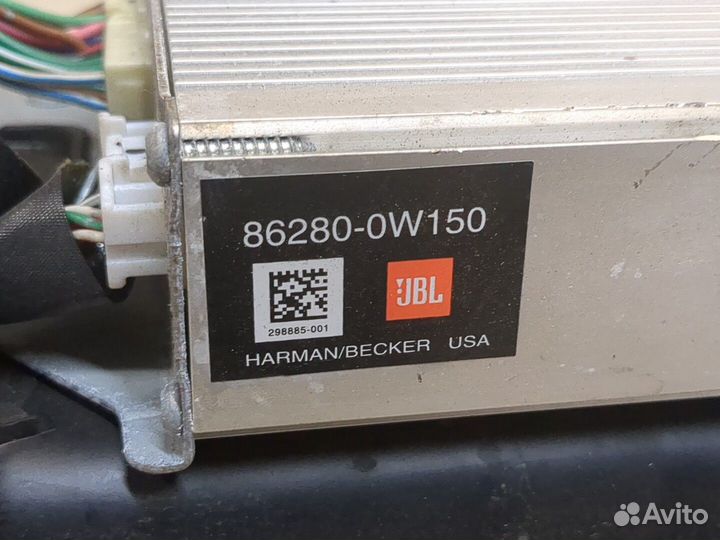 86280-0W150
JBL
298885-001
HARMAN/BECKER USA
Avito